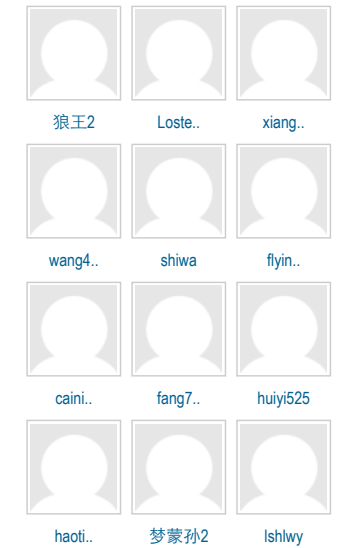 狼王2 Loste.. xiang..
wang4.. shiwa flyin..
caini.. fang7.. huiyi525
haoti.. 梦蒙孙2 lshlwy